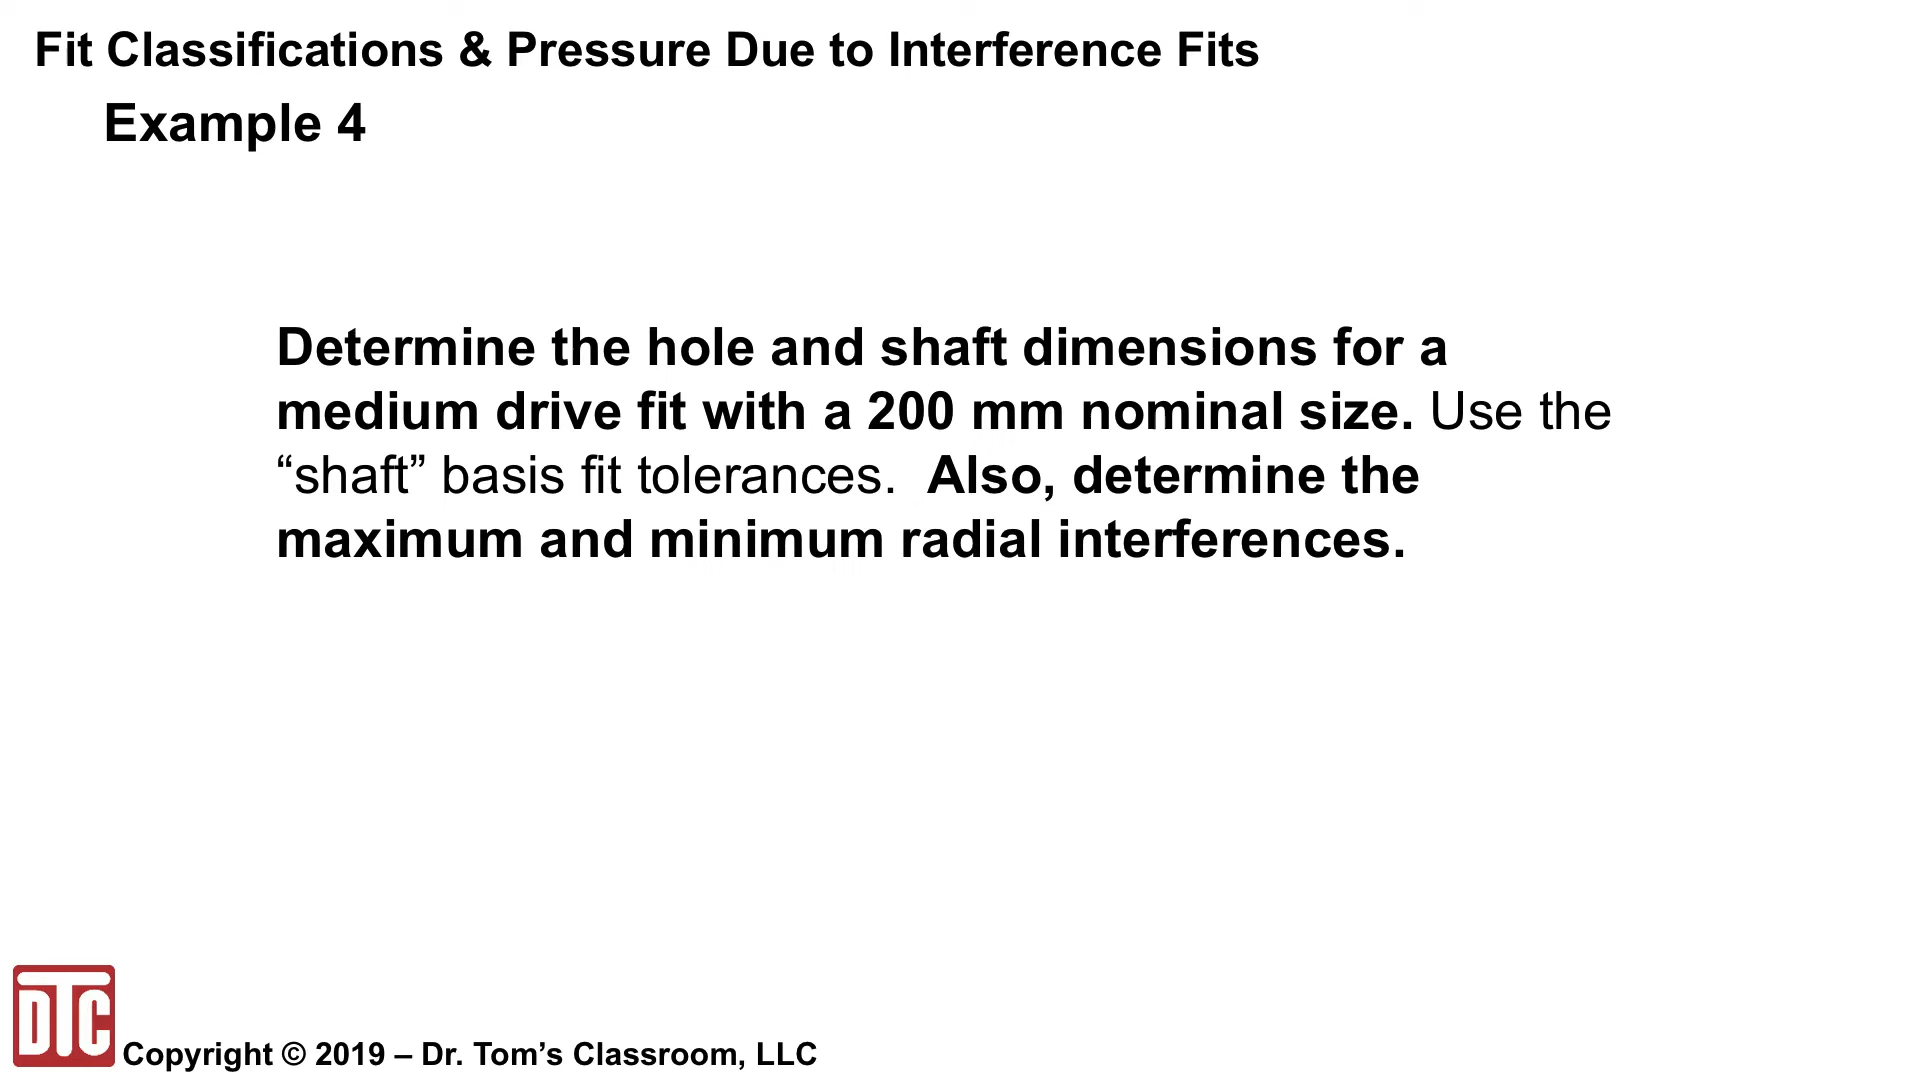 Fit Classifications & Pressure Due to Interference Fits
Example 4
Determine the hole and shaft dimensions for a
medium drive fit with a 200 mm nominal size. Use the
“shaft” basis fit tolerances.  Also, determine the
maximum and minimum radial interferences.
DTC
Copyright © 2019 – Dr. Tom’s Classroom, LLC